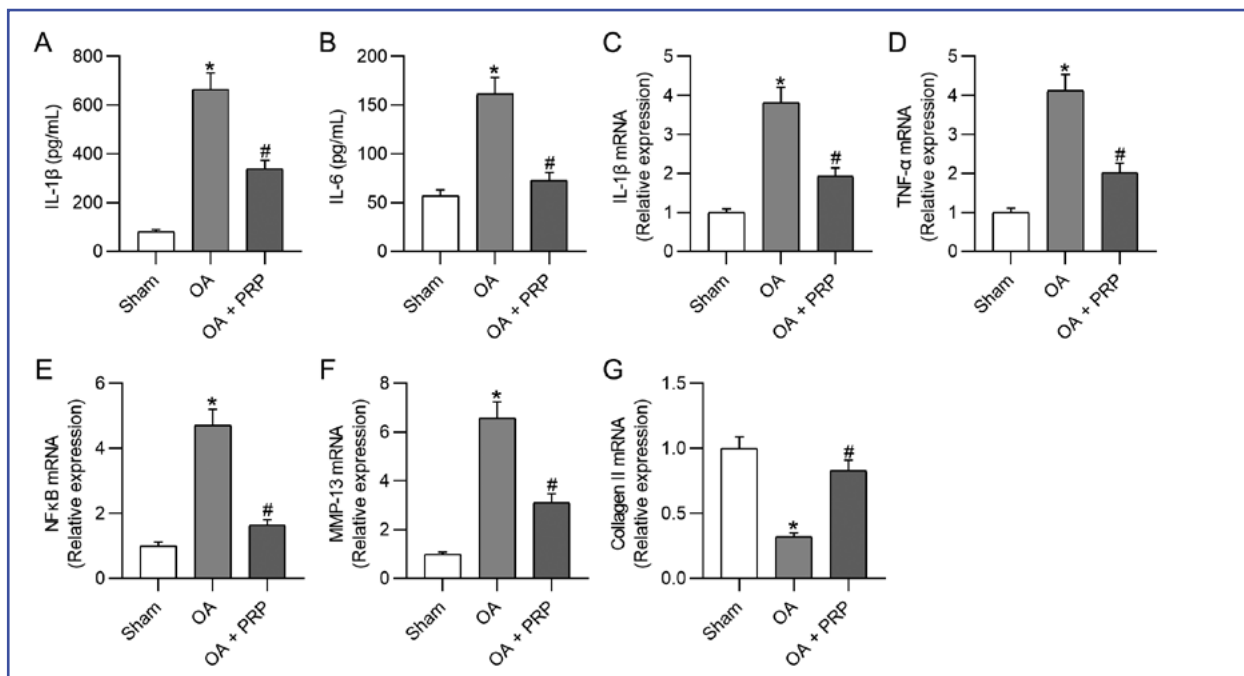 A
IL-1β (pg/mL)
800
600
400
200
0
*
#
Sham
OA
OA + PRP
B
IL-6 (pg/mL)
200
150
100
50
0
*
#
Sham
OA
OA + PRP
C
IL-1β mRNA
(Relative expression)
5
4
3
2
1
0
*
#
Sham
OA
OA + PRP
D
TNF-α mRNA
(Relative expression)
5
4
3
2
1
0
*
#
Sham
OA
OA + PRP
E
NFκB mRNA
(Relative expression)
6
4
2
0
*
#
Sham
OA
OA + PRP
F
MMP-13 mRNA
(Relative expression)
8
6
4
2
0
*
#
Sham
OA
OA + PRP
G
Collagen II mRNA
(Relative expression)
1.5
1.0
0.5
0.0
*
#
Sham
OA
OA + PRP